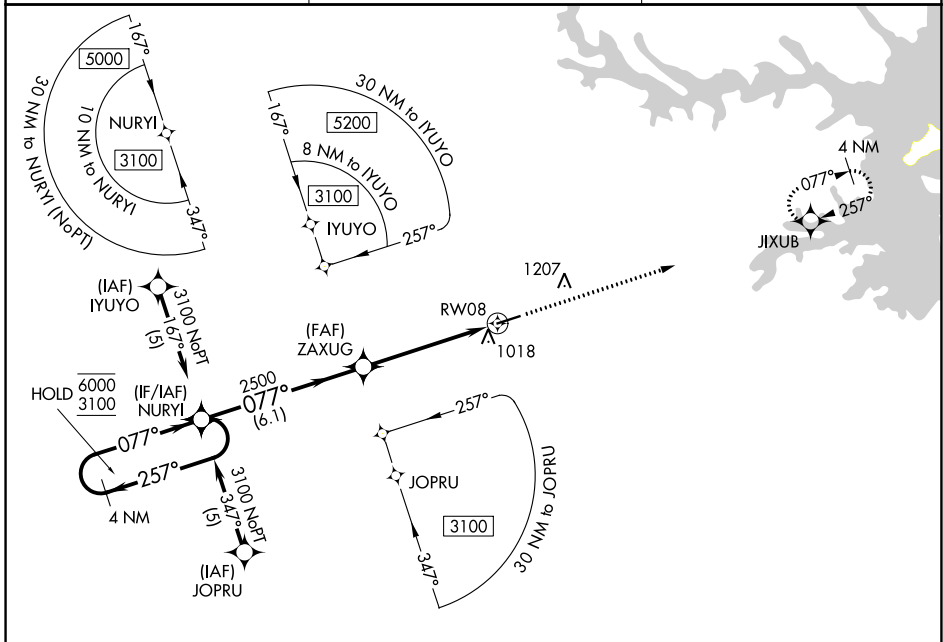 167°
5000
30 NM to NURYI (NoPT)
10 NM to NURYI
NURYI
3100
347°
30 NM to IYUYO
5200
167°
8 NM to IYUYO
3100
IYUYO
257°
4 NM
077°
257°
JIXUB
1207
RW08
1018
(IAF)
IYUYO
3100 NoPT
167°
(5)
(FAF)
ZAXUG
HOLD
6000
3100
(IF/IAF)
NURYI
2500
077°
(6.1)
077°
257°
4 NM
3100 NoPT
347°
(5)
(IAF)
JOPRU
257°
JOPRU
3100
30 NM to JOPRU
347°